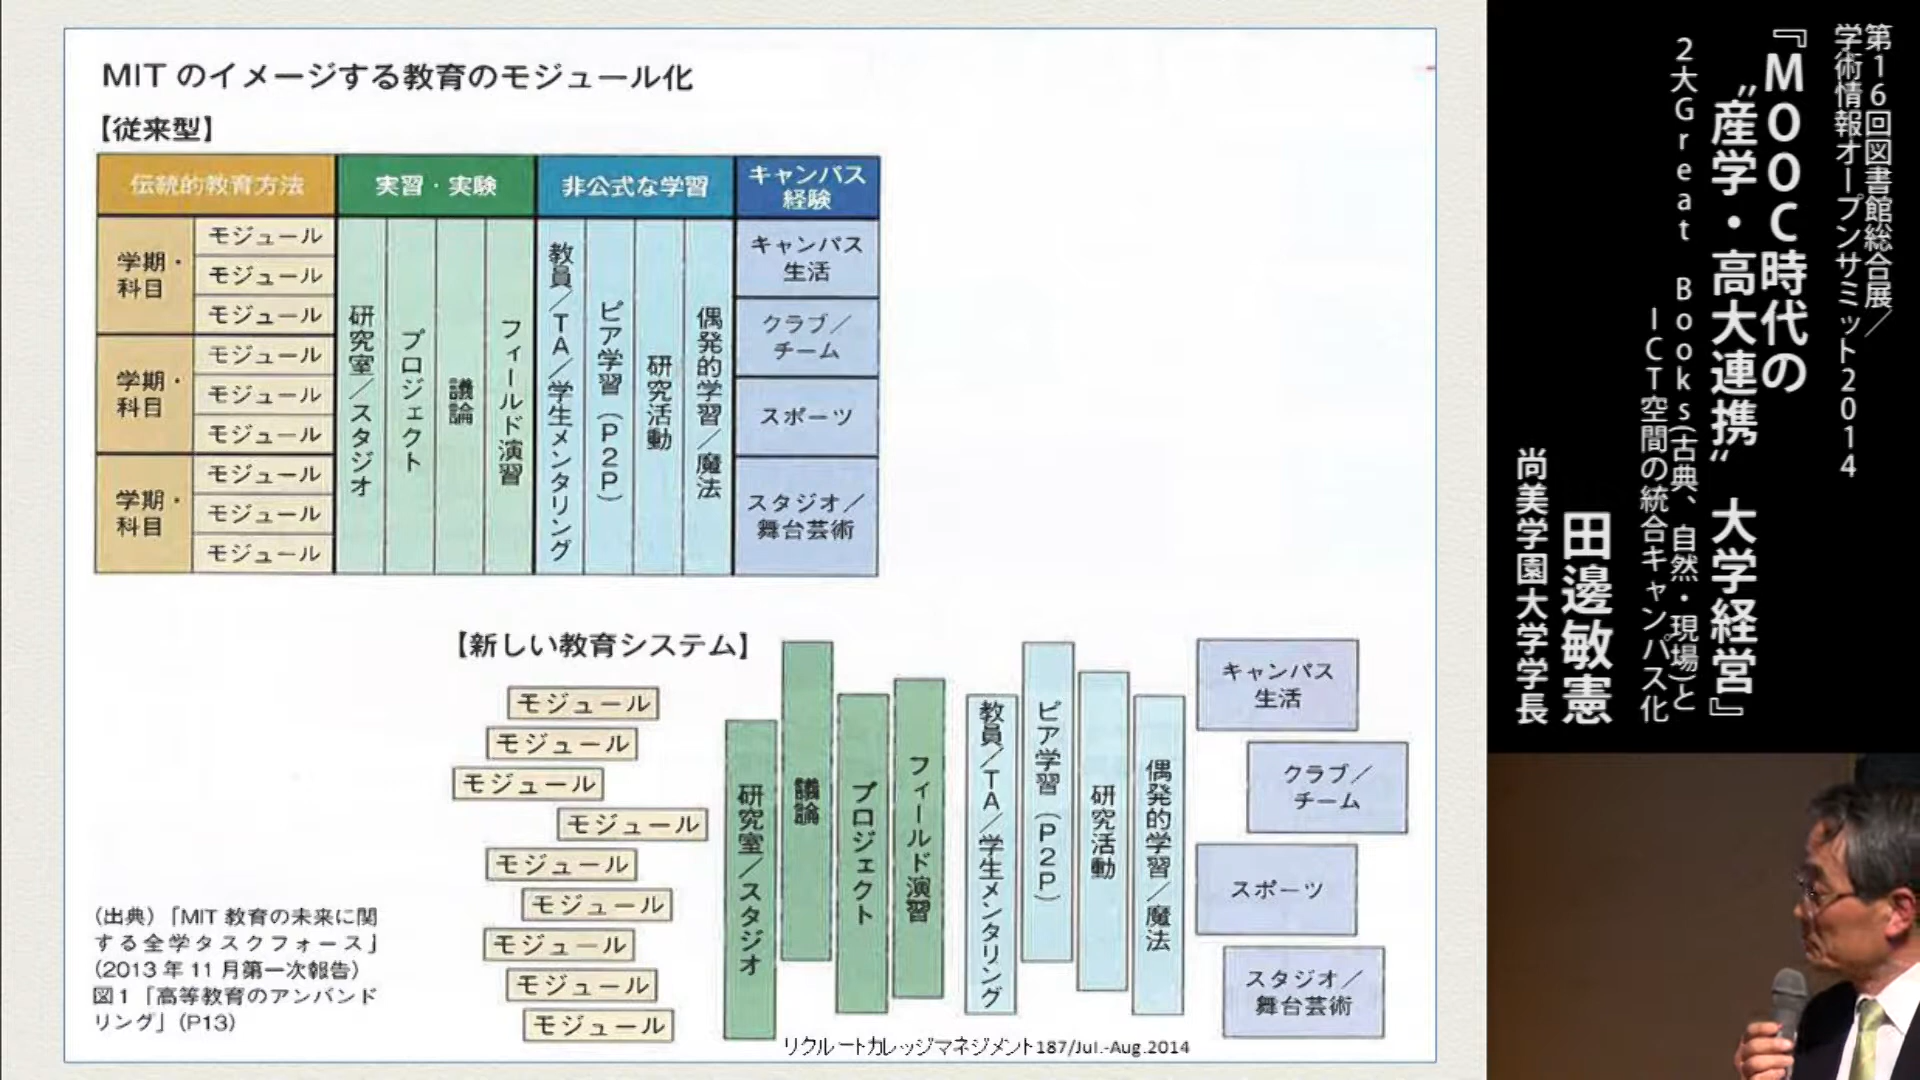 MITのイメージする教育のモジュール化
【従来型】
伝統的教育方法
実習・実験
非公式な学習
キャンパス
経験
学期・
科目
モジュール
モジュール
モジュール
学期・
科目
モジュール
モジュール
モジュール
学期・
科目
モジュール
モジュール
モジュール
研究室/スタジオ
プロジェクト
議論
フィールド演習
教員/TA/学生メンタリング
ピア学習(P2P)
研究活動
偶発的学習/魔法
キャンパス
生活
クラブ/
チーム
スポーツ
スタジオ/
舞台芸術
【新しい教育システム】
モジュール
モジュール
モジュール
モジュール
モジュール
モジュール
モジュール
モジュール
モジュール
研究室/スタジオ
議論
プロジェクト
フィールド演習
教員/TA/学生メンタリング
ピア学習(P2P)
研究活動
偶発的学習/魔法
キャンパス
生活
クラブ/
チーム
スポーツ
スタジオ/
舞台芸術
(出典)「MIT教育の未来に関
する全学タスクフォース」
(2013年11月第一次報告)
図1「高等教育のアンバンド
リング」(P13)
リクルートカレッジマネジメント187/Jul.-Aug.2014
第16回図書館総合展/
学術情報オープンサミット2014
『MOOC時代の
“産学・高大連携” 大学経営』
2大Great Books(古典、自然・現場)と
ICT空間の統合キャンパス化
田邊敏憲
尚美学園大学学長